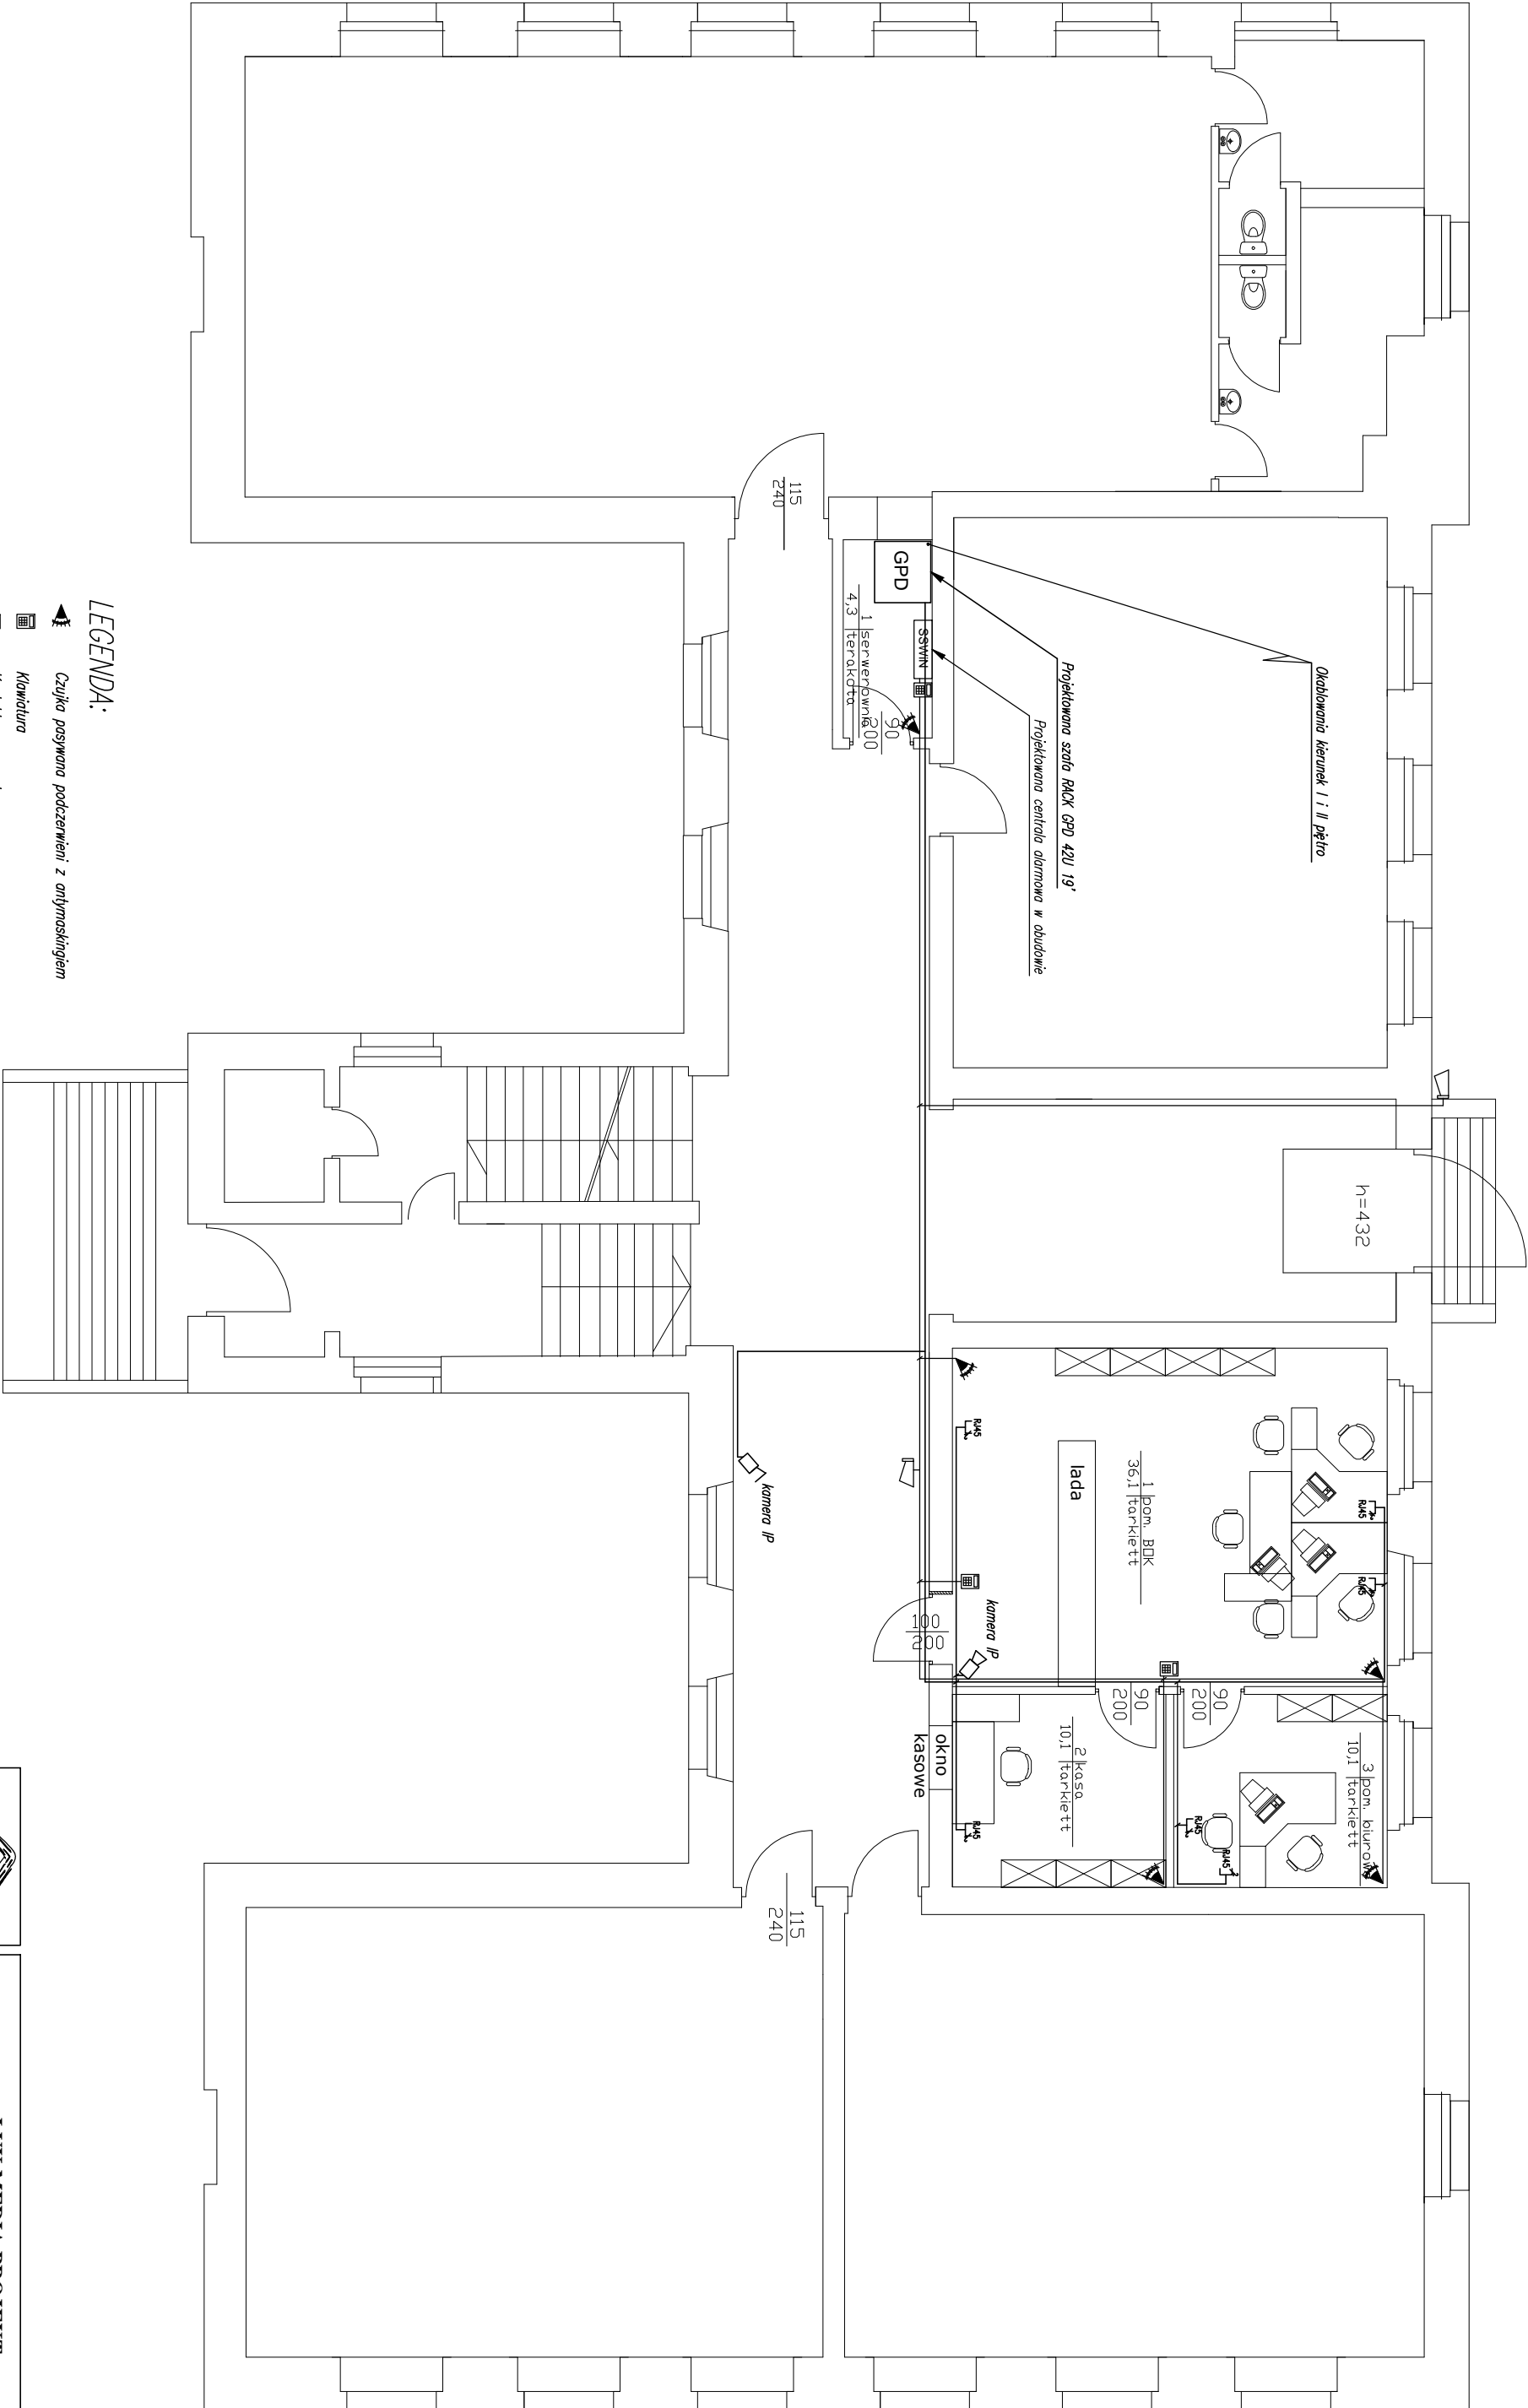 Okablowania kierunek I i II piętro
Projektowana szafa RACK GPD 42U 19'
Projektowana centrala alarmowa w obudowie
GPD
SSWiN
1 serwerownia
4,3 terakota
90
200
115
240
h=432
1 pom. BOK
36,1 tarkiett
lada
RJ45
RJ45
RJ45
kamera IP
kamera IP
100
200
90
200
90
200
3 pom. biurowe
10,1 tarkiett
2 kasa
10,1 tarkiett
okno
kasowe
RJ45
RJ45
RJ45
115
240
LEGENDA:
Czujka pasywana podczerwieni z antymaskingiem
Klawiatura